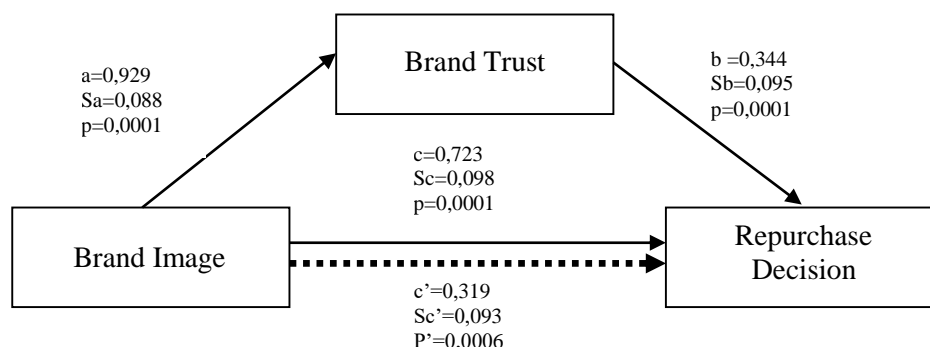 Brand Trust
a=0,929
Sa=0,088
p=0,0001
b =0,344
Sb=0,095
p=0,0001
c=0,723
Sc=0,098
p=0,0001
Brand Image
Repurchase
Decision
c’=0,319
Sc’=0,093
P’=0,0006